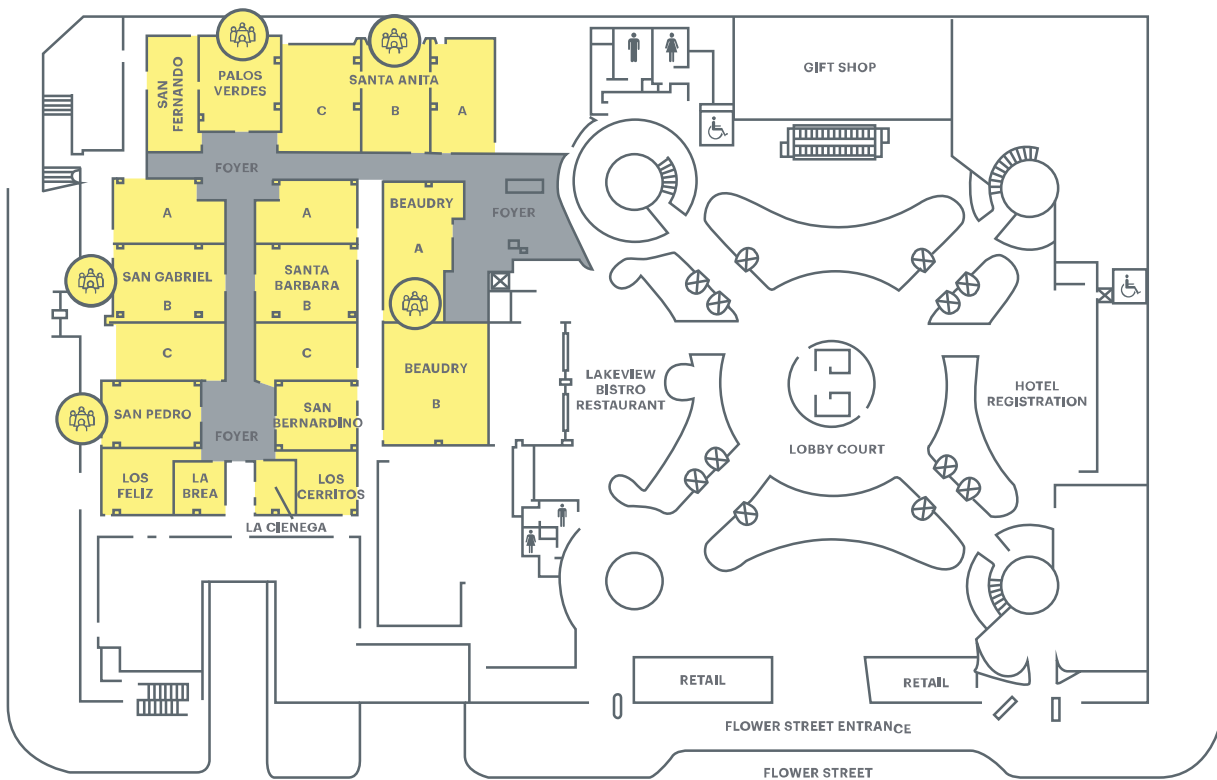 GIFT SHOP
SAN
FERNANDO
PALOS
VERDES
SANTA ANITA
C
B
A
FOYER
BEAUDRY
A
FOYER
A
A
SAN GABRIEL
B
SANTA
BARBARA
B
C
C
BEAUDRY
B
LAKEVIEW
BISTRO
RESTAURANT
HOTEL
REGISTRATION
LOBBY COURT
SAN PEDRO
FOYER
SAN
BERNARDINO
LOS
FELIZ
LA
BREA
LOS
CERRITOS
LA CIENEGA
RETAIL
RETAIL
FLOWER STREET ENTRANCE
FLOWER STREET